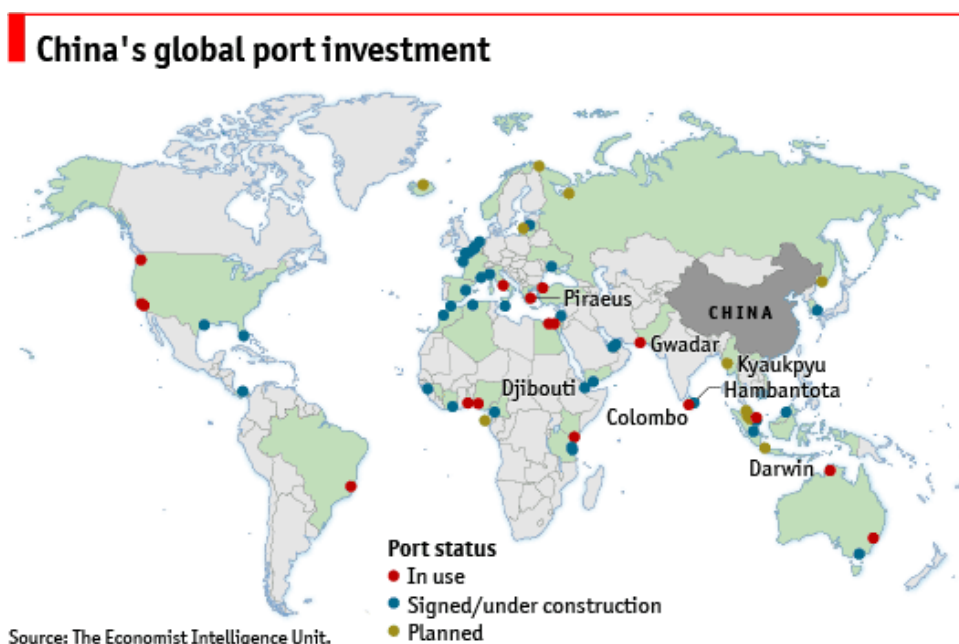 China's global port investment
CHINA
Piraeus
Gwadar
Kyaukpyu
Djibouti
Hambantota
Colombo
Darwin
Port status
In use
Signed/under construction
Planned
Source: The Economist Intelligence Unit.